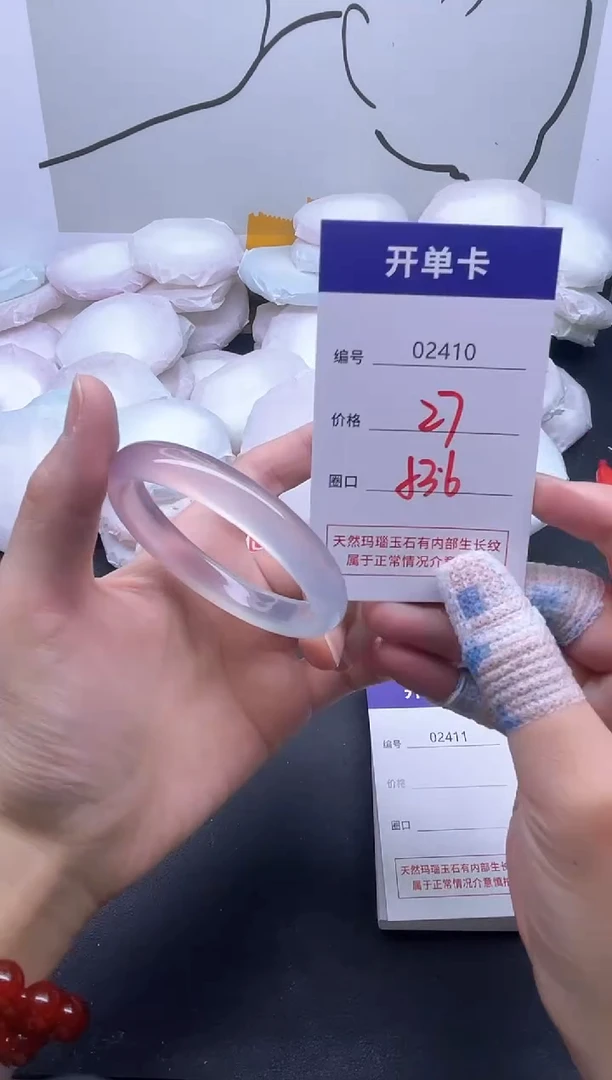 开单卡
编号 02410
价格 27
圈口 53.6
天然玛瑙玉石有内部生长纹
属于正常情况介意
编号 02411
价格
圈口
天然玛瑙玉石有内部生长
属于正常情况介意慎